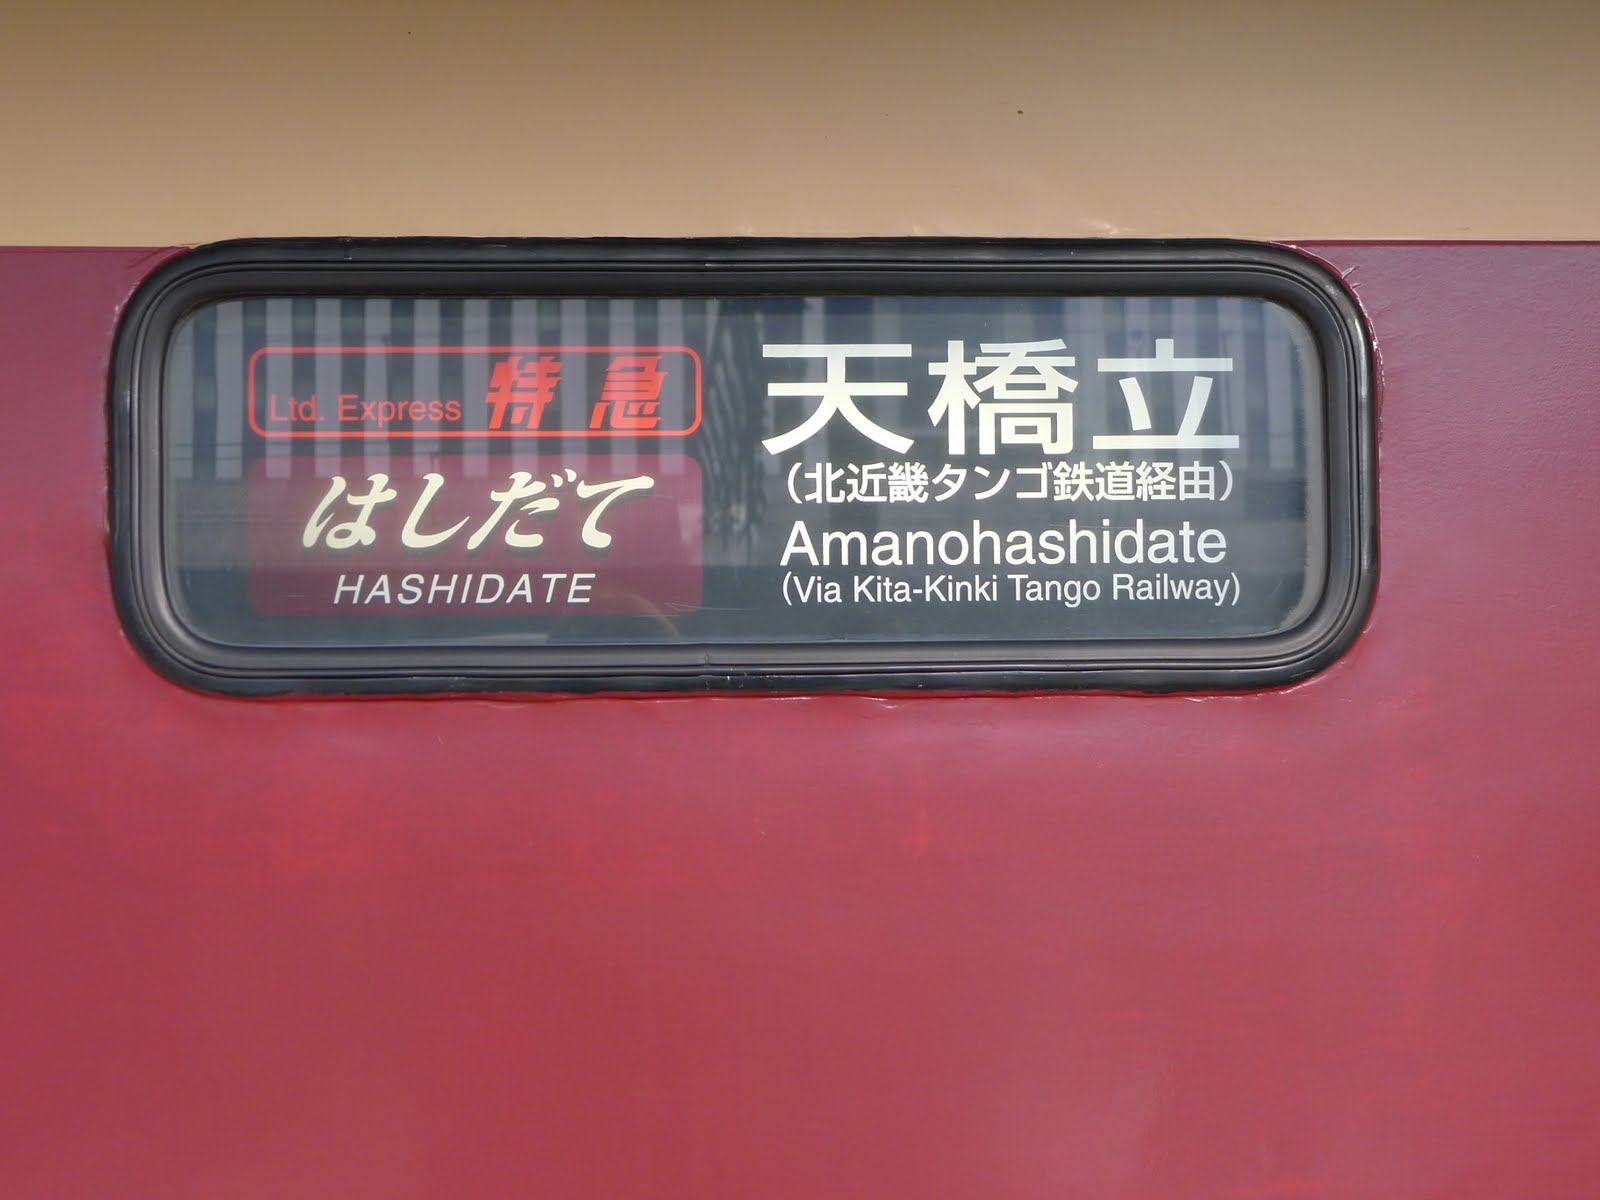 Ltd. Express 特急
はしだて
HASHIDATE
天橋立
(北近畿タンゴ鉄道経由)
Amanohashidate
(Via Kita-Kinki Tango Railway)